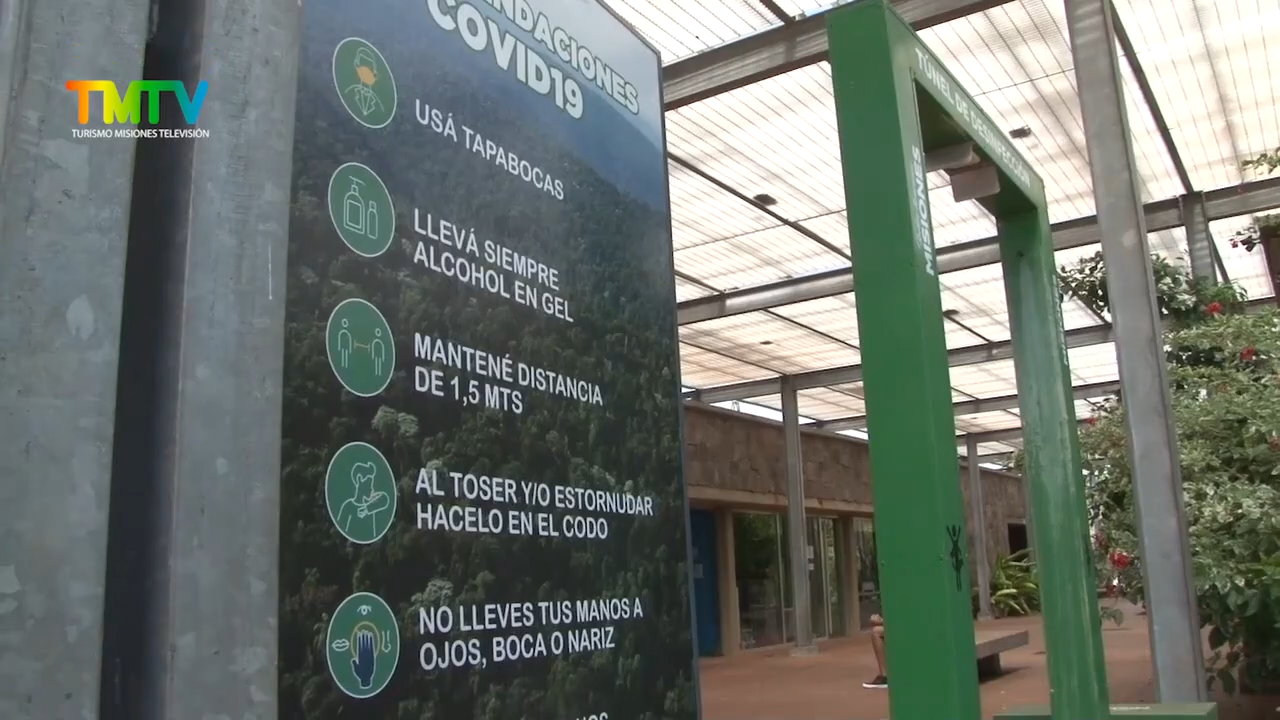 TMTV
TURISMO MISIONES TELEVISIÓN
COVID19
USÁ TAPABOCAS
LLEVÁ SIEMPRE
ALCOHOL EN GEL
MANTENÉ DISTANCIA
DE 1,5 MTS
AL TOSER Y/O ESTORNUDAR
HACELO EN EL CODO
NO LLEVES TUS MANOS A
OJOS, BOCA O NARIZ
TÚNEL DE DESINFECCIÓN
MISIONES